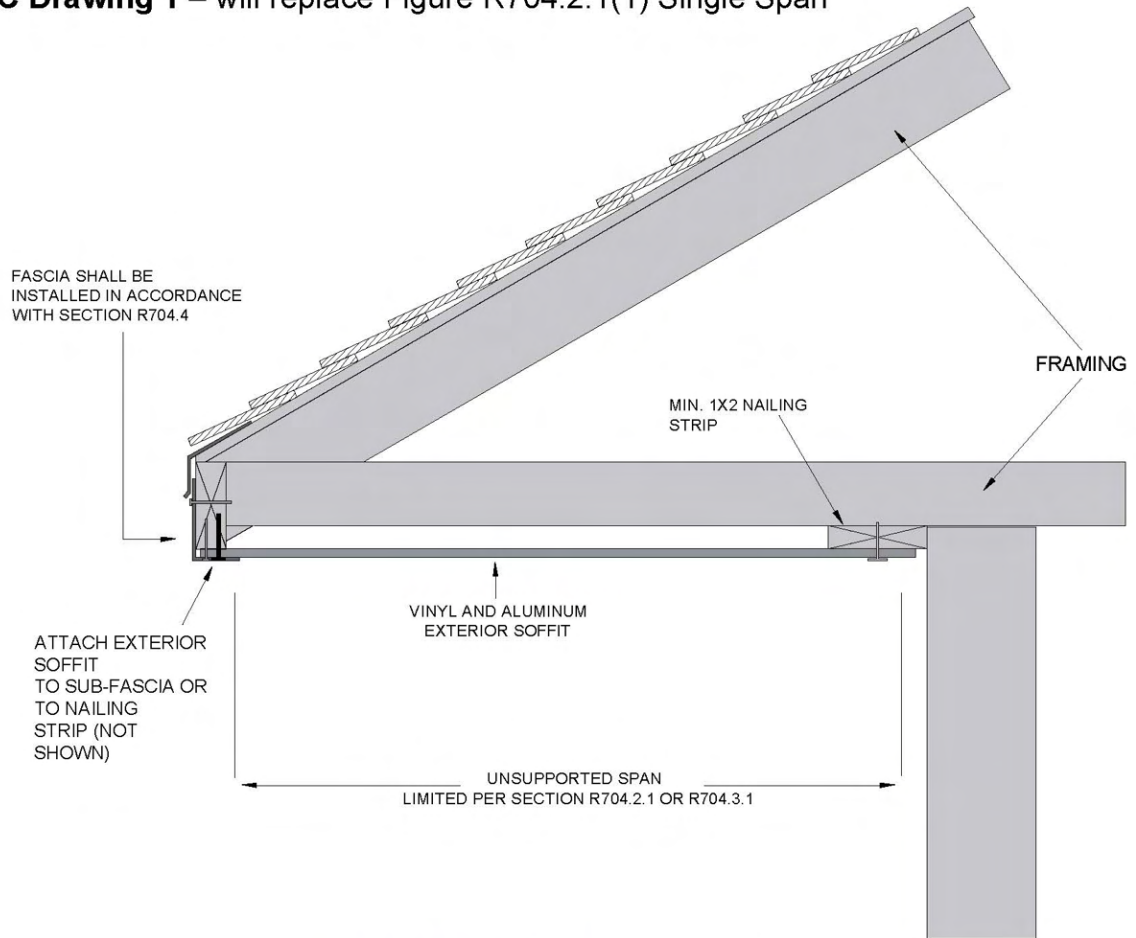 C Drawing 1 – will replace Figure R704.2.1(1) Single Span
FASCIA SHALL BE
INSTALLED IN ACCORDANCE
WITH SECTION R704.4
FRAMING
MIN. 1X2 NAILING
STRIP
VINYL AND ALUMINUM
EXTERIOR SOFFIT
ATTACH EXTERIOR
SOFFIT
TO SUB-FASCIA OR
TO NAILING
STRIP (NOT
SHOWN)
UNSUPPORTED SPAN
LIMITED PER SECTION R704.2.1 OR R704.3.1